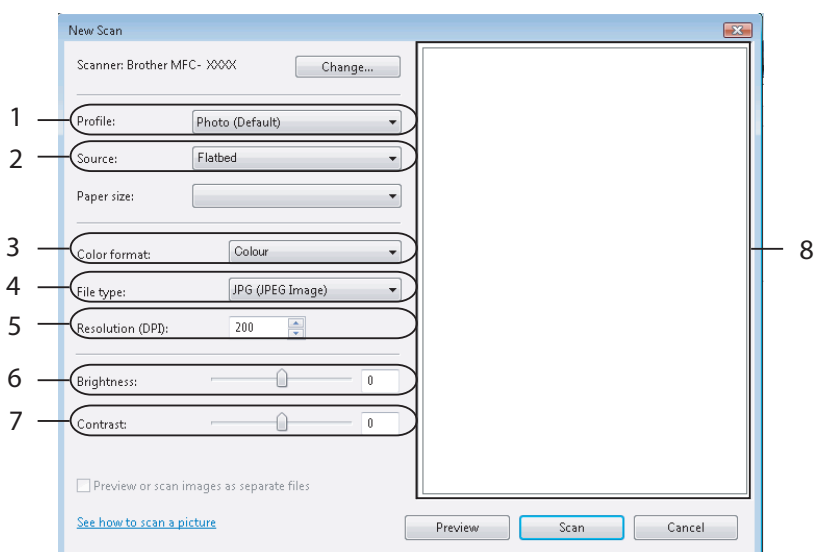 New Scan
Scanner: Brother MFC- XXXX
Change...
1
Profile:
Photo (Default)
2
Source:
Flatbed
Paper size:
3
Color format:
Colour
8
4
File type:
JPG (JPEG Image)
5
Resolution (DPI):
200
6
Brightness:
0
7
Contrast:
0
Preview or scan images as separate files
See how to scan a picture
Preview
Scan
Cancel